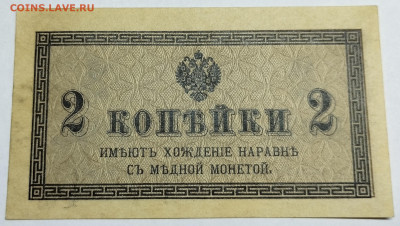 COINS.LAVE.RU
2 КОПѢЙКИ 2
ИМѢЮТЪ ХОЖДЕНІЕ НАРАВНѢ
СЪ МѢДНОЙ МОНЕТОЙ.